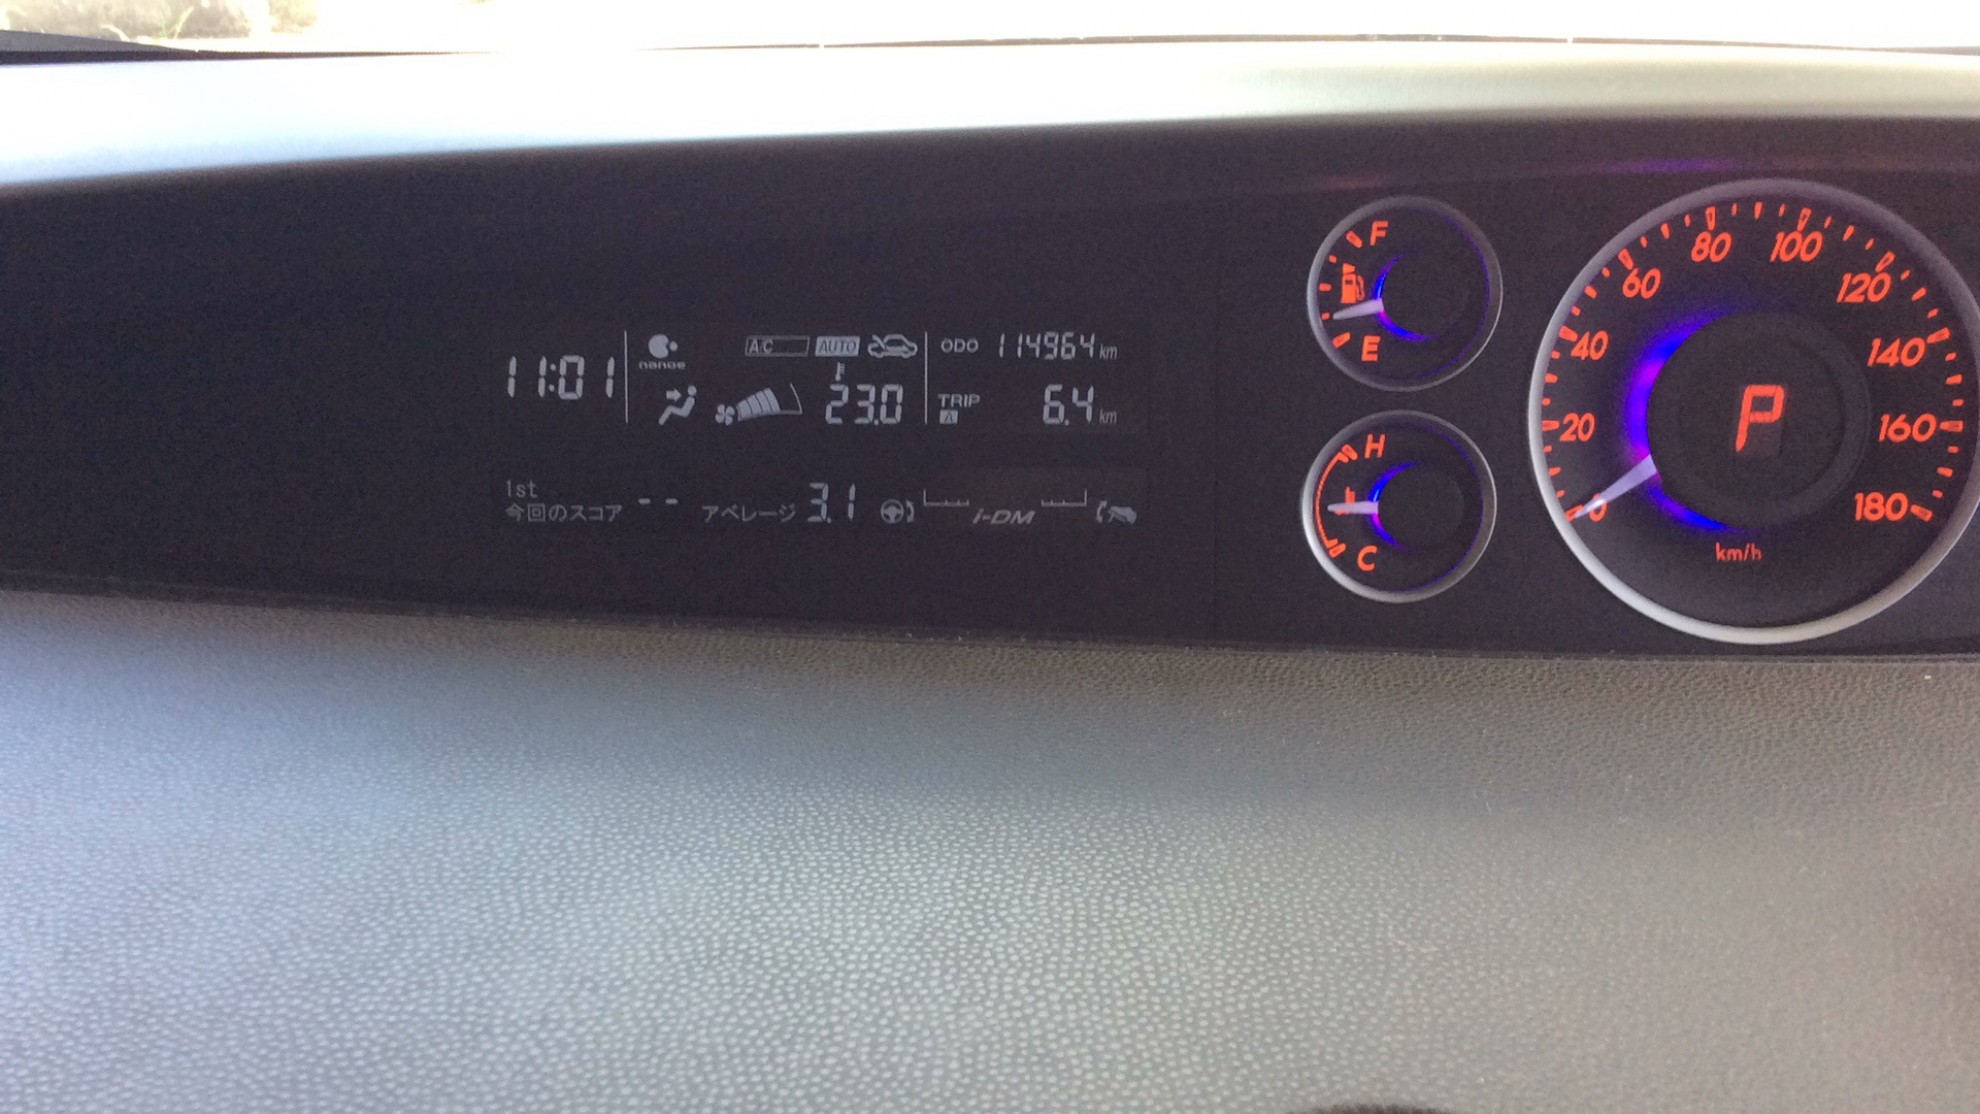 11:01
nanoe
A/C AUTO
23.0
ODO 114964 km
TRIP A 6.4 km
1st
今回のスコア -- アベレージ 3.1
i-DM
F
E
H
C
0 20 40 60 80 100 120 140 160 180
P
km/h